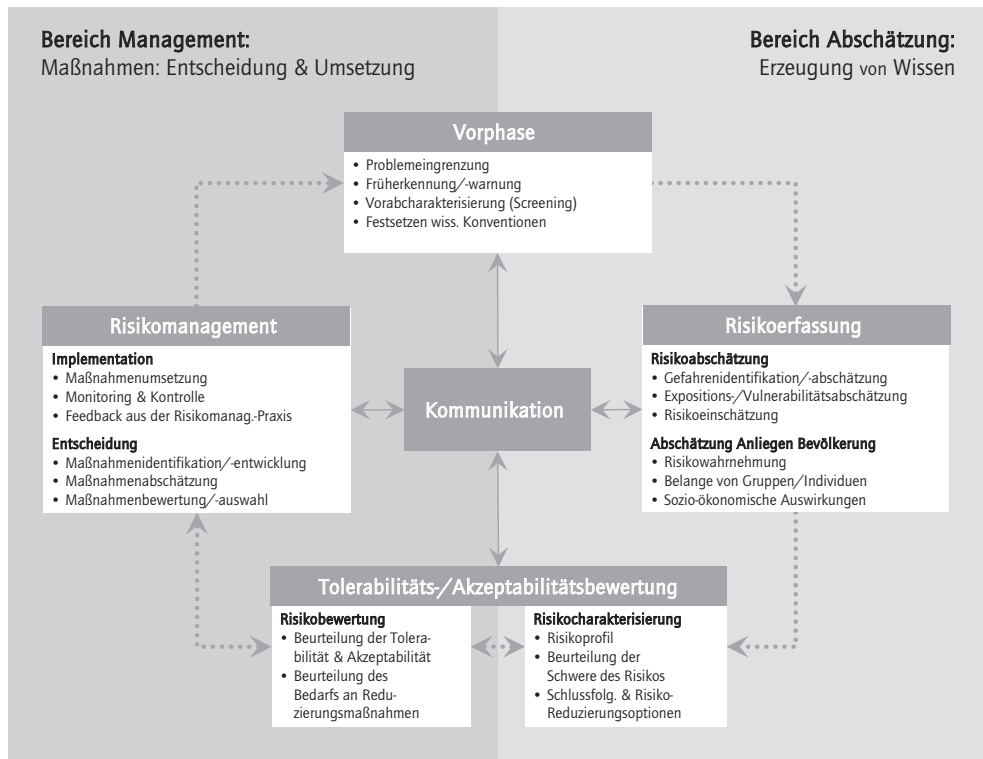 Bereich Management:
Maßnahmen: Entscheidung & Umsetzung
Bereich Abschätzung:
Erzeugung von Wissen
Vorphase
• Problemeingrenzung
• Früherkennung/-warnung
• Vorabcharakterisierung (Screening)
• Festsetzen wiss. Konventionen
Risikomanagement
Implementation
• Maßnahmenumsetzung
• Monitoring & Kontrolle
• Feedback aus der Risikomanag.-Praxis
Entscheidung
• Maßnahmenidentifikation/-entwicklung
• Maßnahmenabschätzung
• Maßnahmenbewertung/-auswahl
Kommunikation
Risikoerfassung
Risikoabschätzung
• Gefahrenidentifikation/-abschätzung
• Expositions-/Vulnerabilitätsabschätzung
• Risikoeinschätzung
Abschätzung Anliegen Bevölkerung
• Risikowahrnehmung
• Belange von Gruppen/Individuen
• Sozio-ökonomische Auswirkungen
Tolerabilitäts-/Akzeptabilitätsbewertung
Risikobewertung
• Beurteilung der Tolera-
bilität & Akzeptabilität
• Beurteilung des
Bedarfs an Redu-
zierungsmaßnahmen
Risikocharakterisierung
• Risikoprofil
• Beurteilung der
Schwere des Risikos
• Schlussfolg. & Risiko-
Reduzierungsoptionen